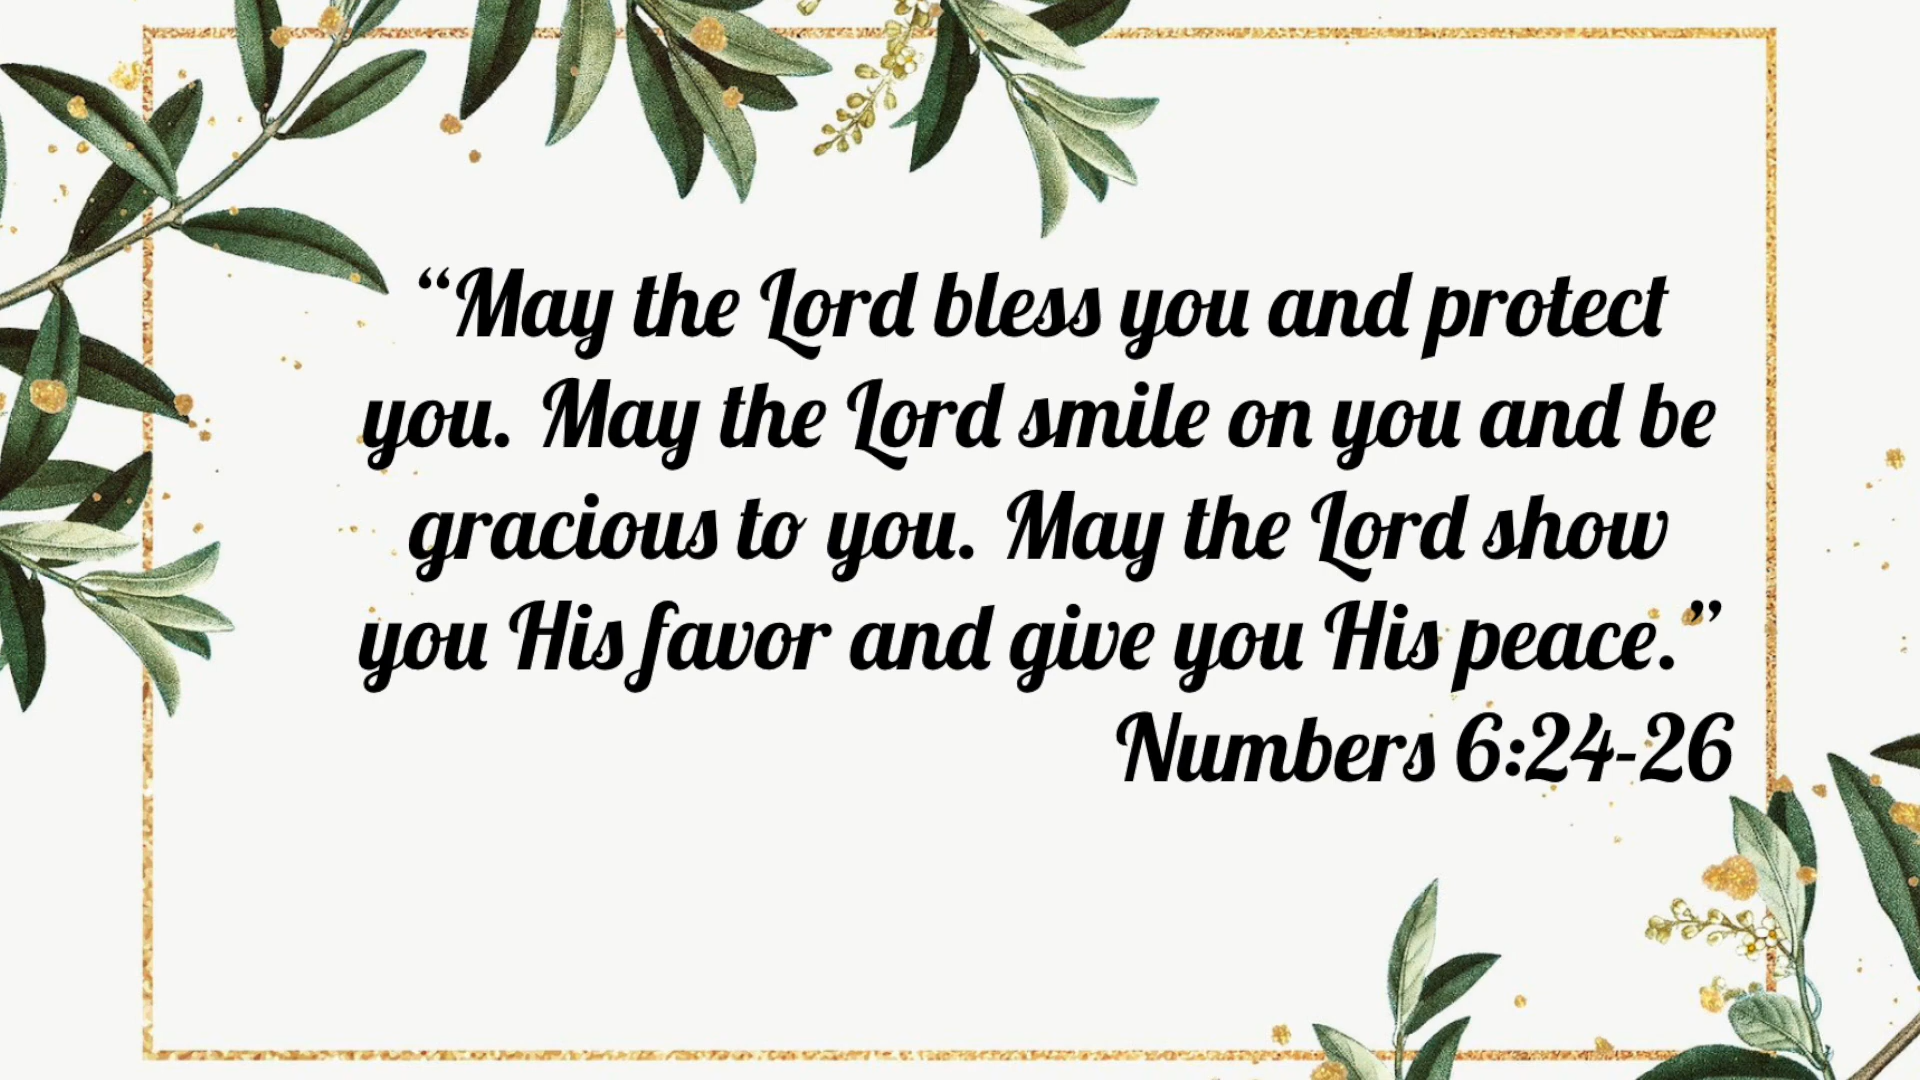 “May the Lord bless you and protect
you. May the Lord smile on you and be
gracious to you. May the Lord show
you His favor and give you His peace.”
Numbers 6:24-26